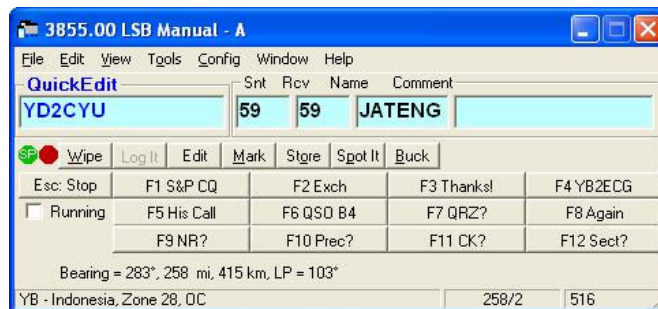 3855.00 LSB Manual - A
File Edit View Tools Config Window Help
QuickEdit Snt Rcv Name Comment
YD2CYU 59 59 JATENG
SP Wipe Log It Edit Mark Store Spot It Buck
Esc: Stop F1 S&P CQ F2 Exch F3 Thanks! F4 YB2ECG
Running F5 His Call F6 QSO B4 F7 QRZ? F8 Again
F9 NR? F10 Prec? F11 CK? F12 Sect?
Bearing = 283°, 258 mi, 415 km, LP = 103°
YB - Indonesia, Zone 28, OC 258/2 516